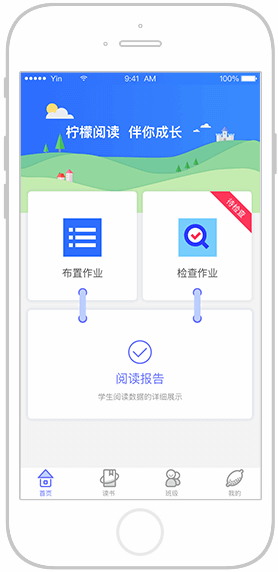 Yin 9:41 AM 100%
柠檬阅读 伴你成长
待检查
布置作业 检查作业
阅读报告
学生阅读数据的详细展示
首页 读书 班级 我的